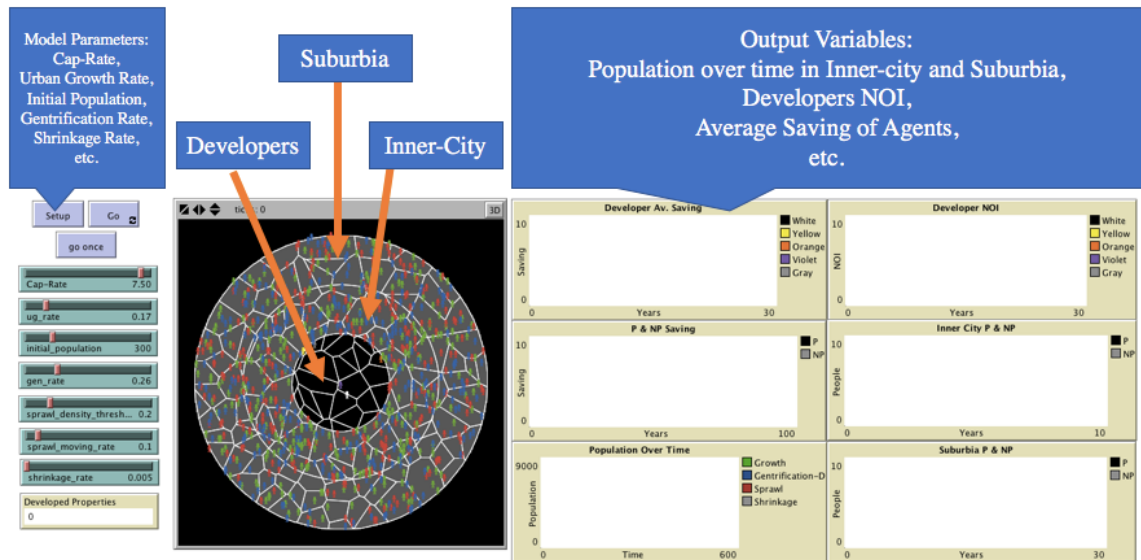 Model Parameters:
Cap-Rate,
Urban Growth Rate,
Initial Population,
Gentrification Rate,
Shrinkage Rate,
etc.
Suburbia
Developers
Inner-City
Output Variables:
Population over time in Inner-city and Suburbia,
Developers NOI,
Average Saving of Agents,
etc.
Setup
Go
go once
Cap-Rate 7.50
ug_rate 0.17
initial_population 300
gen_rate 0.26
sprawl_density_thresh... 0.2
sprawl_moving_rate 0.1
shrinkage_rate 0.005
Developed Properties
0
3D
Developer Av. Saving
10
Saving
0
0 Years 30
White
Yellow
Orange
Violet
Gray
Developer NOI
10
NOI
0
0 Years 30
White
Yellow
Orange
Violet
Gray
P & NP Saving
10
Saving
0
0 Years 100
P
NP
Inner City P & NP
10
People
0
0 Years 10
P
NP
Population Over Time
9000
Population
0
0 Time 600
Growth
Gentrification-D
Sprawl
Shrinkage
Suburbia P & NP
10
People
0
0 Years 30
P
NP